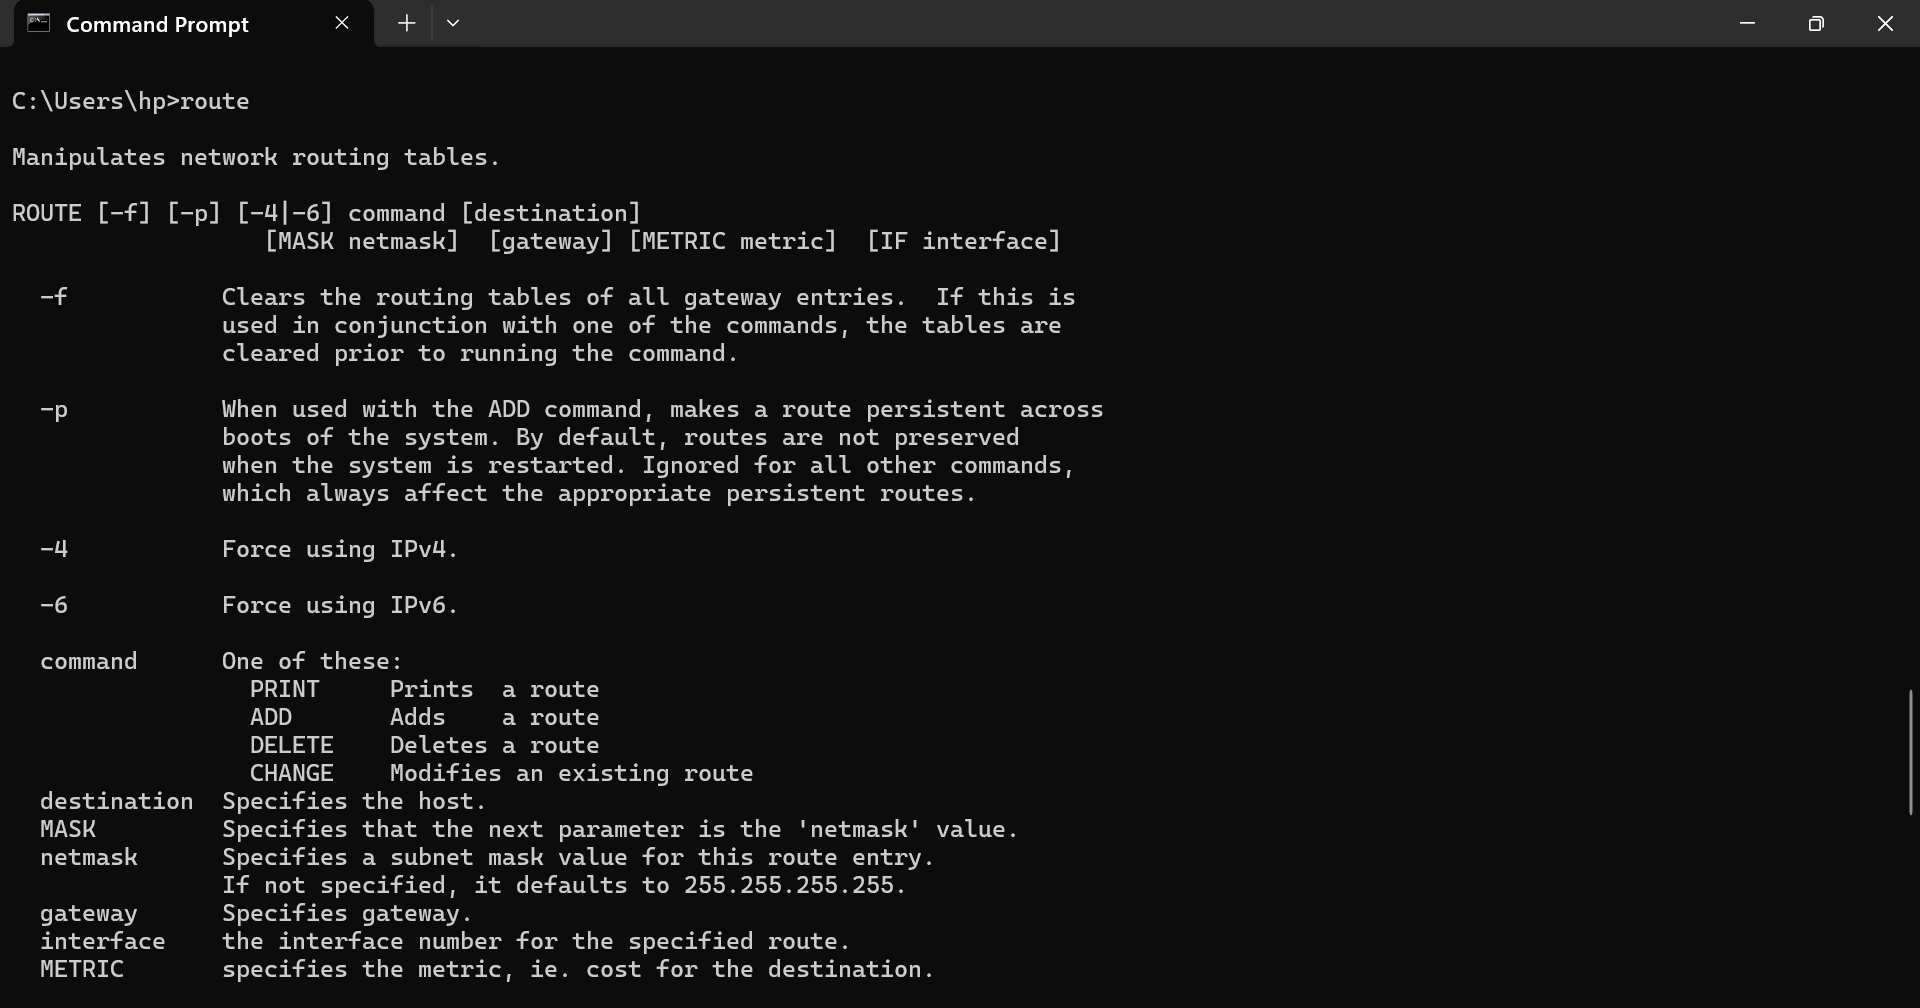 Command Prompt
C:\Users\hp>route
Manipulates network routing tables.
ROUTE [-f] [-p] [-4|-6] command [destination]
                  [MASK netmask]  [gateway] [METRIC metric]  [IF interface]
  -f           Clears the routing tables of all gateway entries.  If this is
               used in conjunction with one of the commands, the tables are
               cleared prior to running the command.
  -p           When used with the ADD command, makes a route persistent across
               boots of the system. By default, routes are not preserved
               when the system is restarted. Ignored for all other commands,
               which always affect the appropriate persistent routes.
  -4           Force using IPv4.
  -6           Force using IPv6.
  command      One of these:
                 PRINT     Prints  a route
                 ADD       Adds    a route
                 DELETE    Deletes a route
                 CHANGE    Modifies an existing route
  destination  Specifies the host.
  MASK         Specifies that the next parameter is the 'netmask' value.
  netmask      Specifies a subnet mask value for this route entry.
               If not specified, it defaults to 255.255.255.255.
  gateway      Specifies gateway.
  interface    the interface number for the specified route.
  METRIC       specifies the metric, ie. cost for the destination.